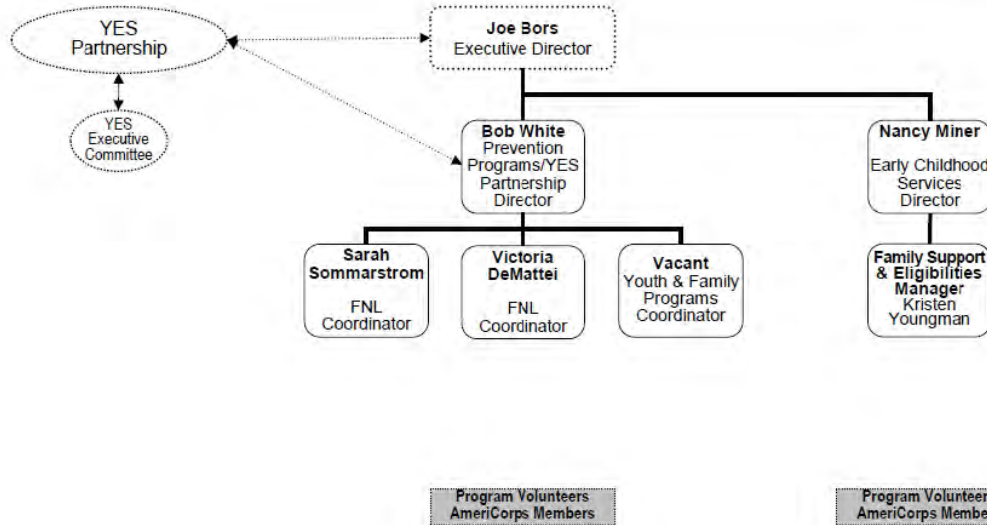 YES
Partnership
Joe Bors
Executive Director
YES
Executive
Committee
Bob White
Prevention
Programs/YES
Partnership
Director
Nancy Miner
Early Childhood
Services
Director
Sarah
Sommarstrom
FNL
Coordinator
Victoria
DeMattei
FNL
Coordinator
Vacant
Youth & Family
Programs
Coordinator
Family Support
& Eligibilities
Manager
Kristen
Youngman
Program Volunteers
AmeriCorps Members
Program Volunteer
AmeriCorps Membe